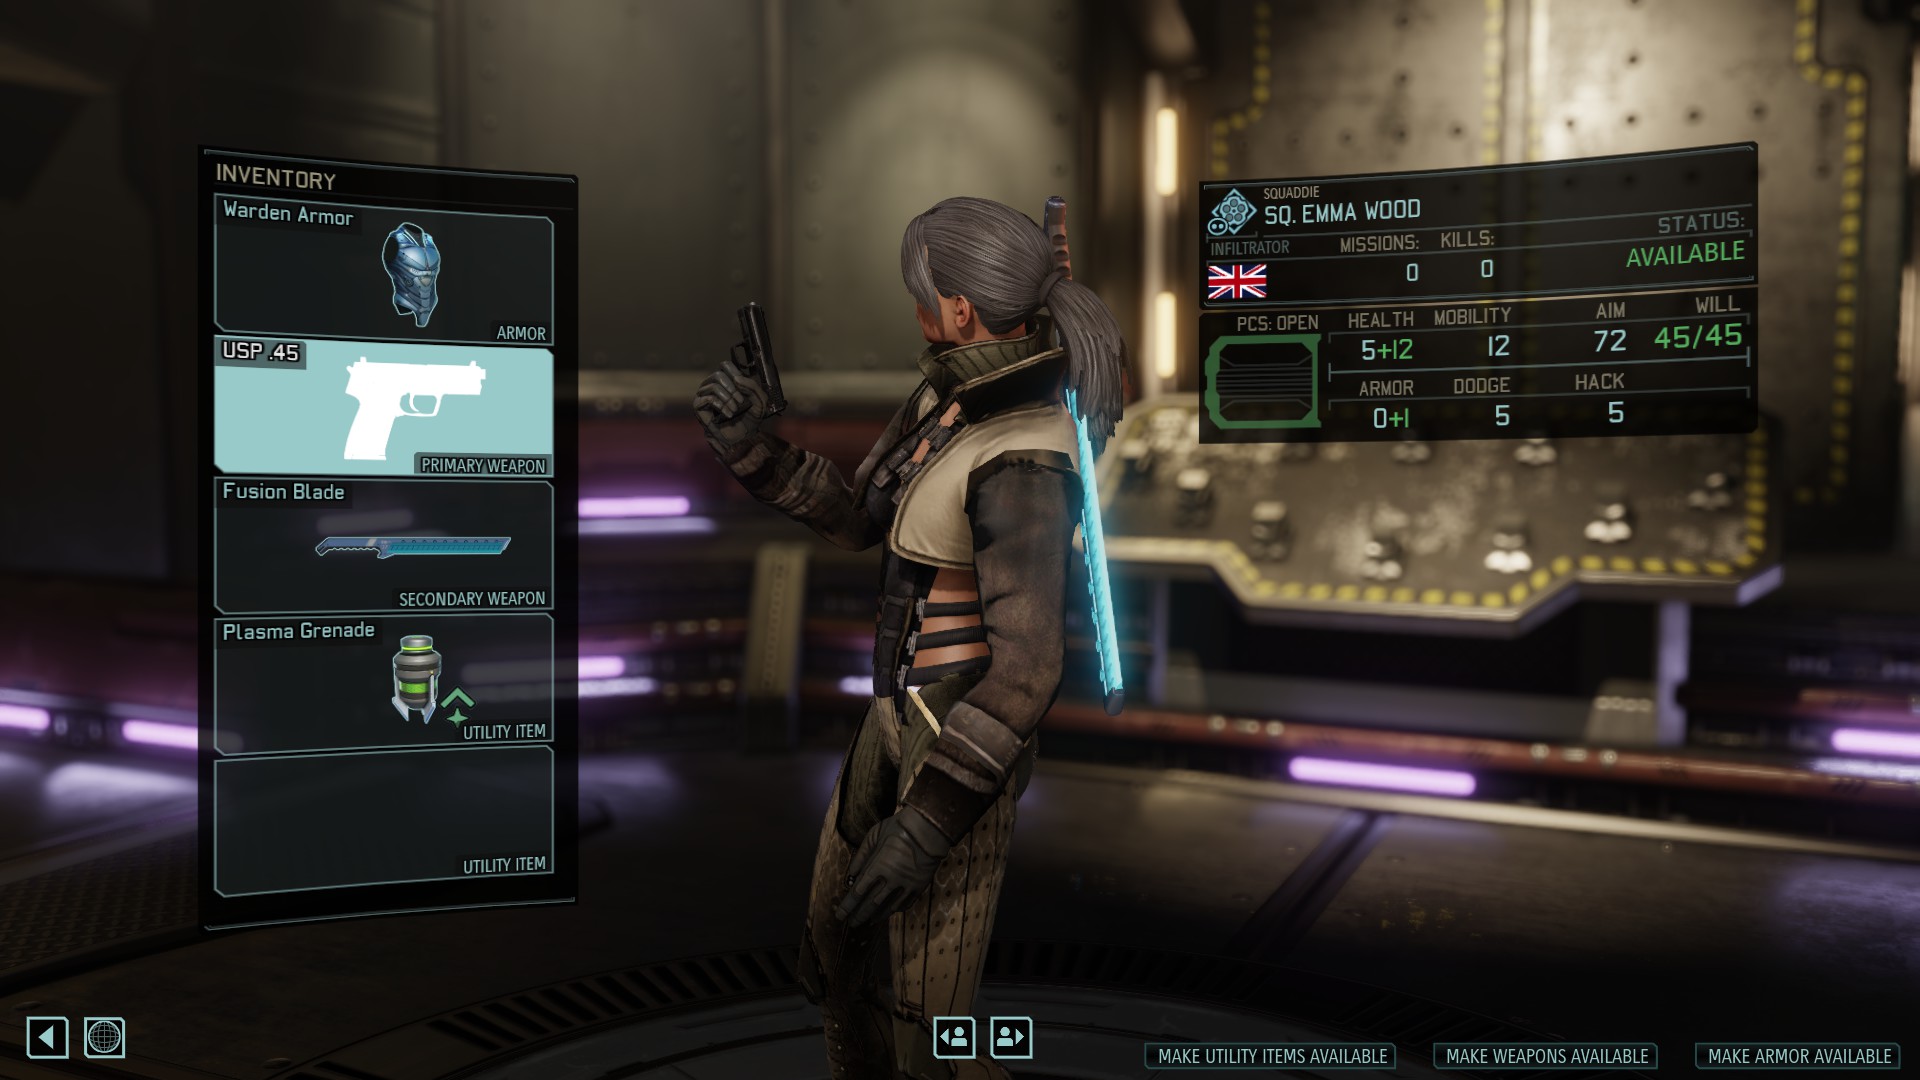 INVENTORY
Warden Armor
ARMOR
USP .45
PRIMARY WEAPON
Fusion Blade
SECONDARY WEAPON
Plasma Grenade
UTILITY ITEM
UTILITY ITEM
SQUADDIE
SQ. EMMA WOOD
INFILTRATOR
MISSIONS: KILLS: STATUS:
0 0 AVAILABLE
PCS: OPEN HEALTH MOBILITY AIM WILL
5+12 12 72 45/45
ARMOR DODGE HACK
0+1 5 5
MAKE UTILITY ITEMS AVAILABLE MAKE WEAPONS AVAILABLE MAKE ARMOR AVAILABLE